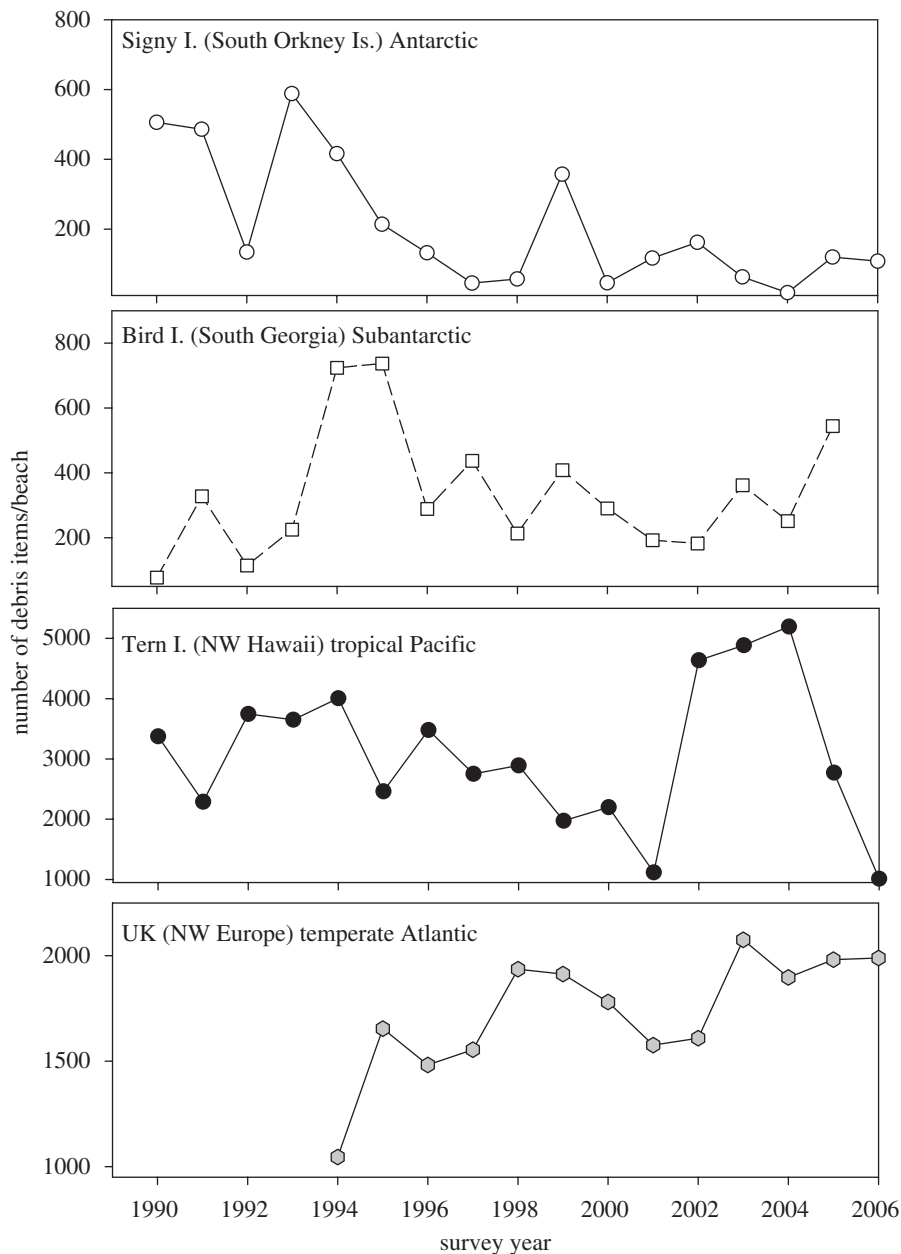 800
Signy I. (South Orkney Is.) Antarctic
600
400
200
Bird I. (South Georgia) Subantarctic
800
600
400
200
number of debris items/beach
Tern I. (NW Hawaii) tropical Pacific
5000
4000
3000
2000
1000
UK (NW Europe) temperate Atlantic
2000
1500
1000
1990 1992 1994 1996 1998 2000 2002 2004 2006
survey year